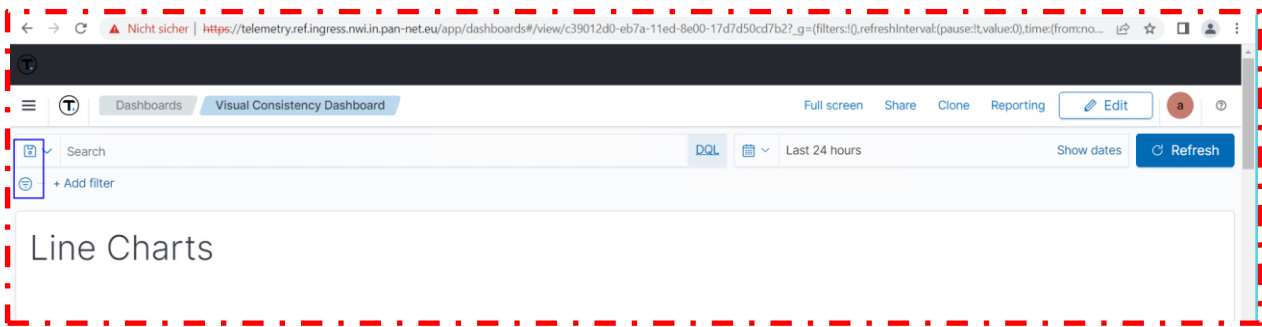 Nicht sicher | https://telemetry.ref.ingress.nwi.in.pan-net.eu/app/dashboards#/view/c39012d0-eb7a-11ed-8e00-17d7d50cd7b2?_g=(filters:!(),refreshInterval:(pause:!t,value:0),time:(from:no...
T
T Dashboards Visual Consistency Dashboard Full screen Share Clone Reporting Edit a
Search DQL Last 24 hours Show dates Refresh
+ Add filter
Line Charts